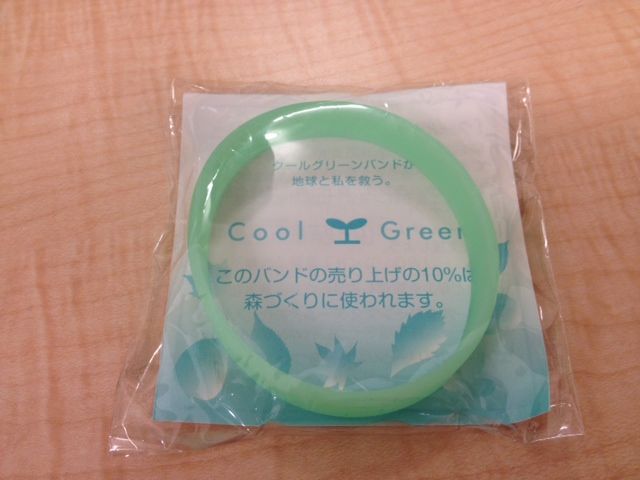 クールグリーンバンドが
地球と私を救う。
Cool Green
このバンドの売り上げの10%は
森づくりに使われます。